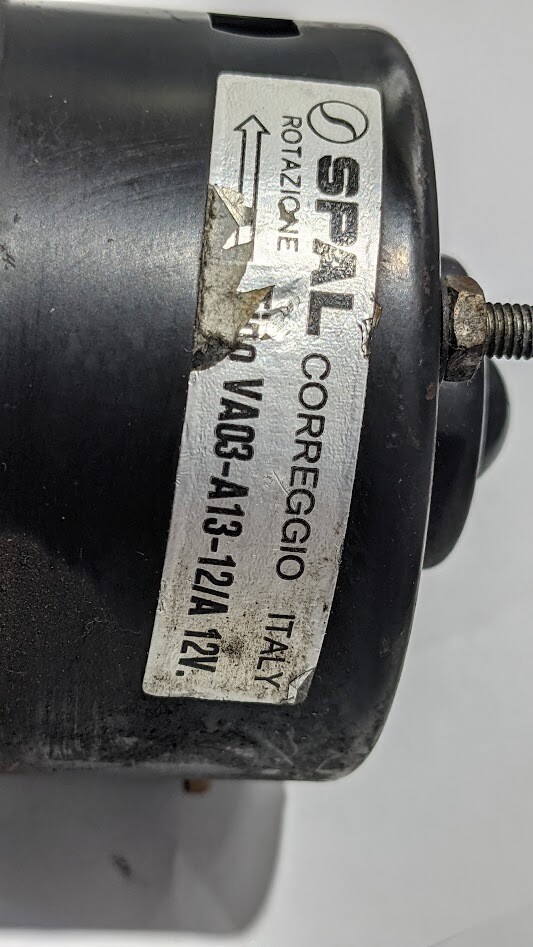 SPAL CORREGGIO ITALY
ROTAZIONE
VA03-A13-12/A 12V.